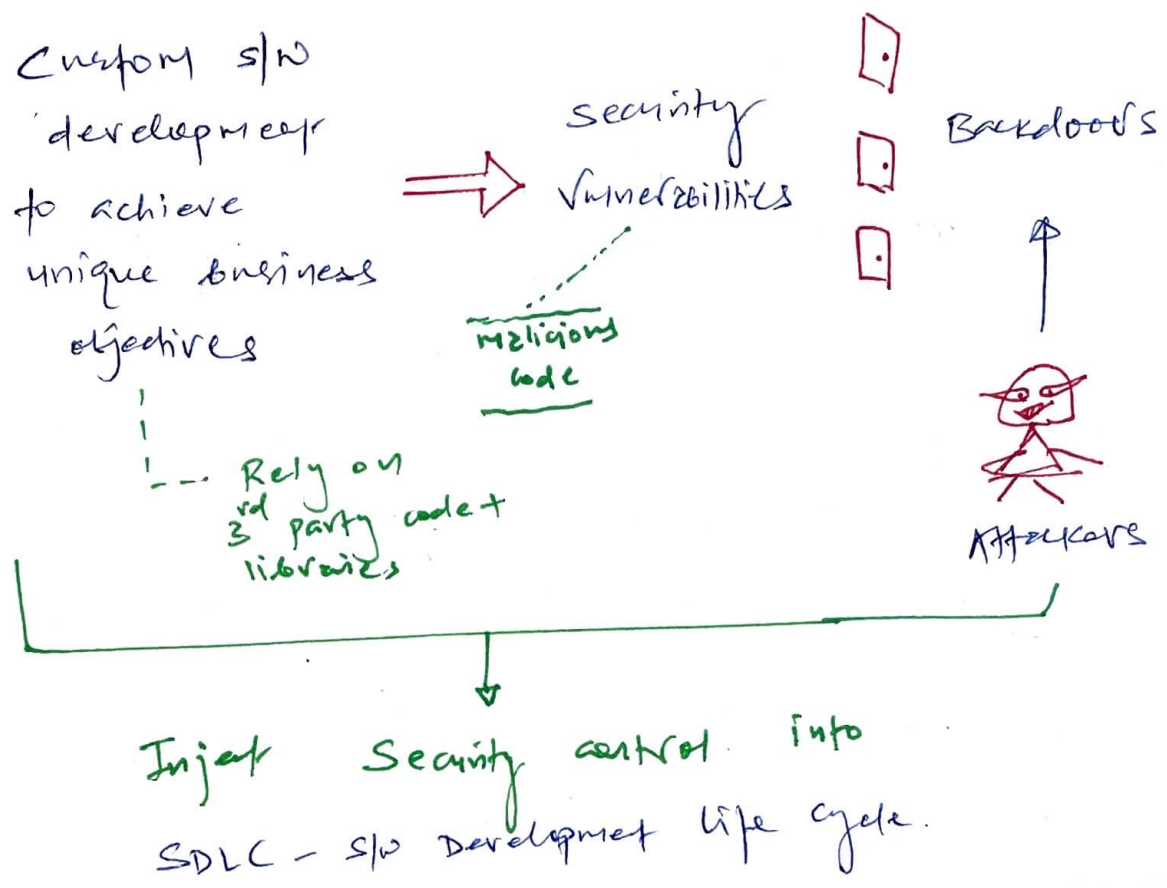 Custom s/w
development
to achieve
unique business
objectives
security
vulnerabilities
Backdoors
malicious
code
Rely on
3rd party code +
libraries
Attackers
Inject Security control into
SDLC - S/W Development Life Cycle.